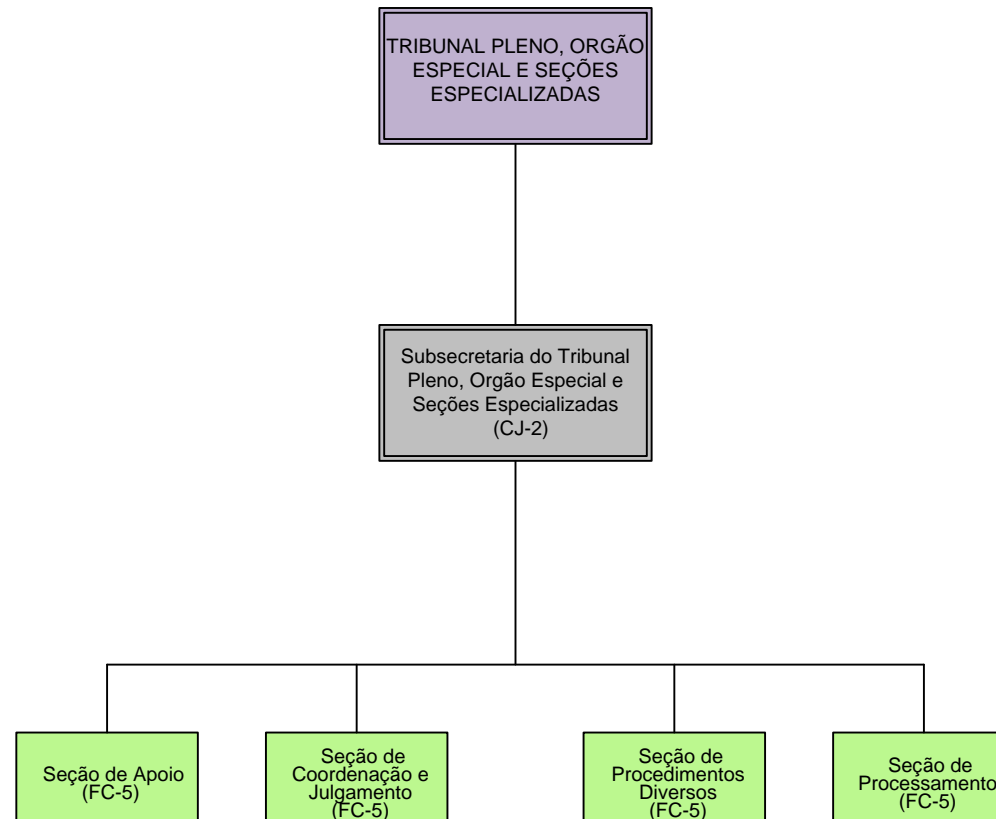 TRIBUNAL PLENO, ORGÃO
ESPECIAL E SEÇÕES
ESPECIALIZADAS
Subsecretaria do Tribunal
Pleno, Orgão Especial e
Seções Especializadas
(CJ-2)
Seção de Apoio
(FC-5)
Seção de
Coordenação e
Julgamento
(FC-5)
Seção de
Procedimentos
Diversos
(FC-5)
Seção de
Processamento
(FC-5)